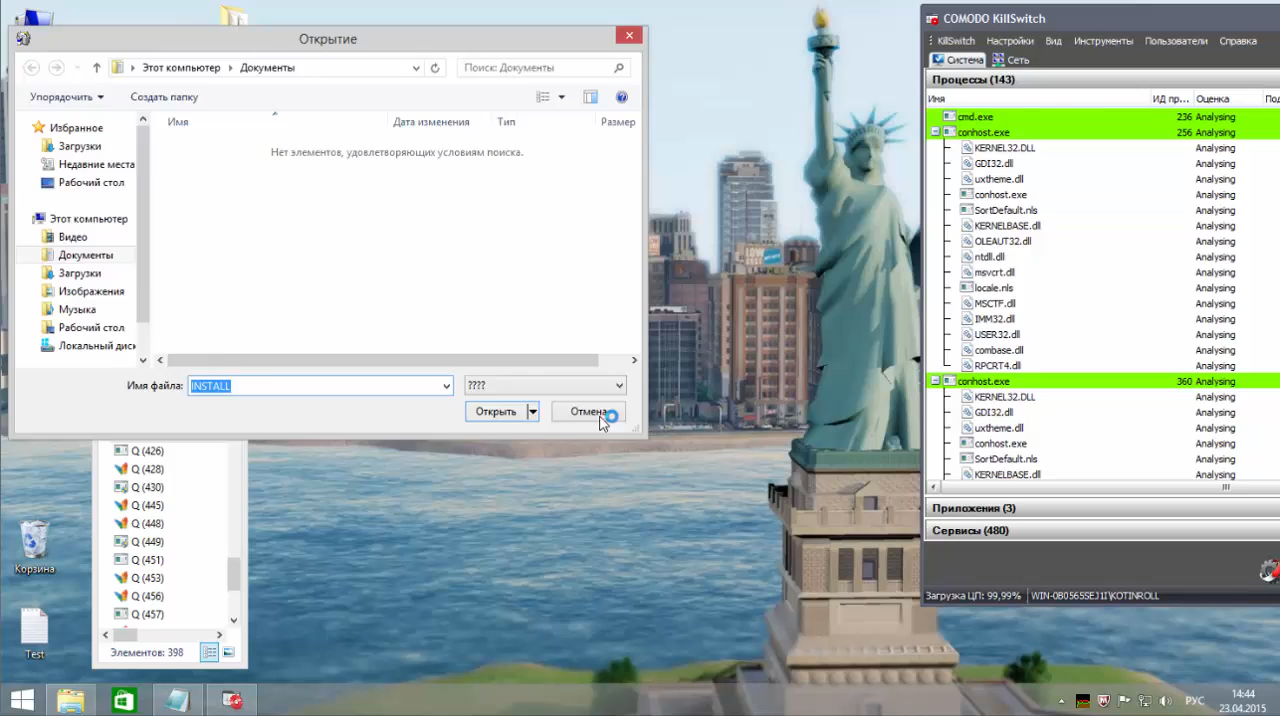 Открытие
Этот компьютер
Документы
Поиск: Документы
Упорядочить
Создать папку
Имя
Дата изменения
Тип
Размер
Нет элементов, удовлетворяющих условиям поиска.
Избранное
Загрузки
Недавние места
Рабочий стол
Этот компьютер
Видео
Документы
Загрузки
Изображения
Музыка
Рабочий стол
Локальный диск
Имя файла:
INSTALL
????
Открыть
Отмена
Q (426)
Q (428)
Q (430)
Q (445)
Q (448)
Q (449)
Q (451)
Q (453)
Q (456)
Q (457)
Элементов: 398
Корзина
Test
COMODO KillSwitch
KillSwitch Настройки Вид Инструменты Пользователи Справка
Система Сеть
Процессы (143)
Имя ИД пр... Оценка Под
cmd.exe 236 Analysing
conhost.exe 256 Analysing
KERNEL32.DLL Analysing
GDI32.dll Analysing
uxtheme.dll Analysing
conhost.exe Analysing
SortDefault.nls Analysing
KERNELBASE.dll Analysing
OLEAUT32.dll Analysing
ntdll.dll Analysing
msvcrt.dll Analysing
locale.nls Analysing
MSCTF.dll Analysing
IMM32.dll Analysing
USER32.dll Analysing
combase.dll Analysing
RPCRT4.dll Analysing
conhost.exe 360 Analysing
KERNEL32.DLL Analysing
GDI32.dll Analysing
uxtheme.dll Analysing
conhost.exe Analysing
SortDefault.nls Analysing
KERNELBASE.dll Analysing
Приложения (3)
Сервисы (480)
Загрузка ЦП: 99,99% WIN-0B0565SEJ1I\KOTINROLL
РУС
14:44
23.04.2015